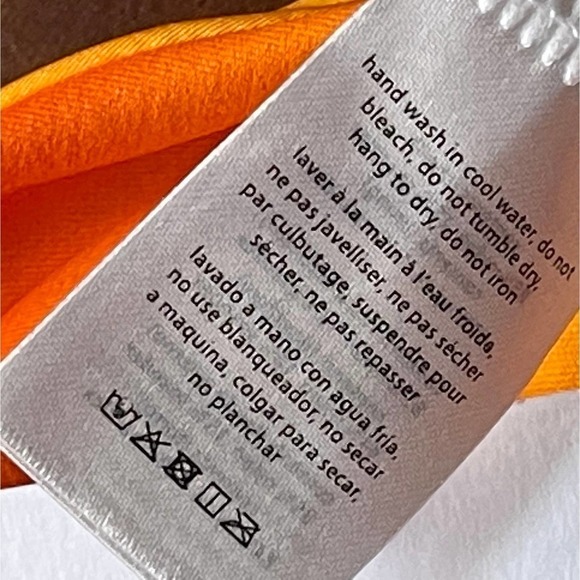 hand wash in cool water, do not
bleach, do not tumble dry,
hang to dry, do not iron
laver à la main à l'eau froide,
ne pas javelliser, ne pas sécher
par culbutage, suspendre pour
sécher, ne pas repasser
lavado a mano con agua fría,
no use blanqueador, no secar
a maquina, colgar para secar,
no planchar